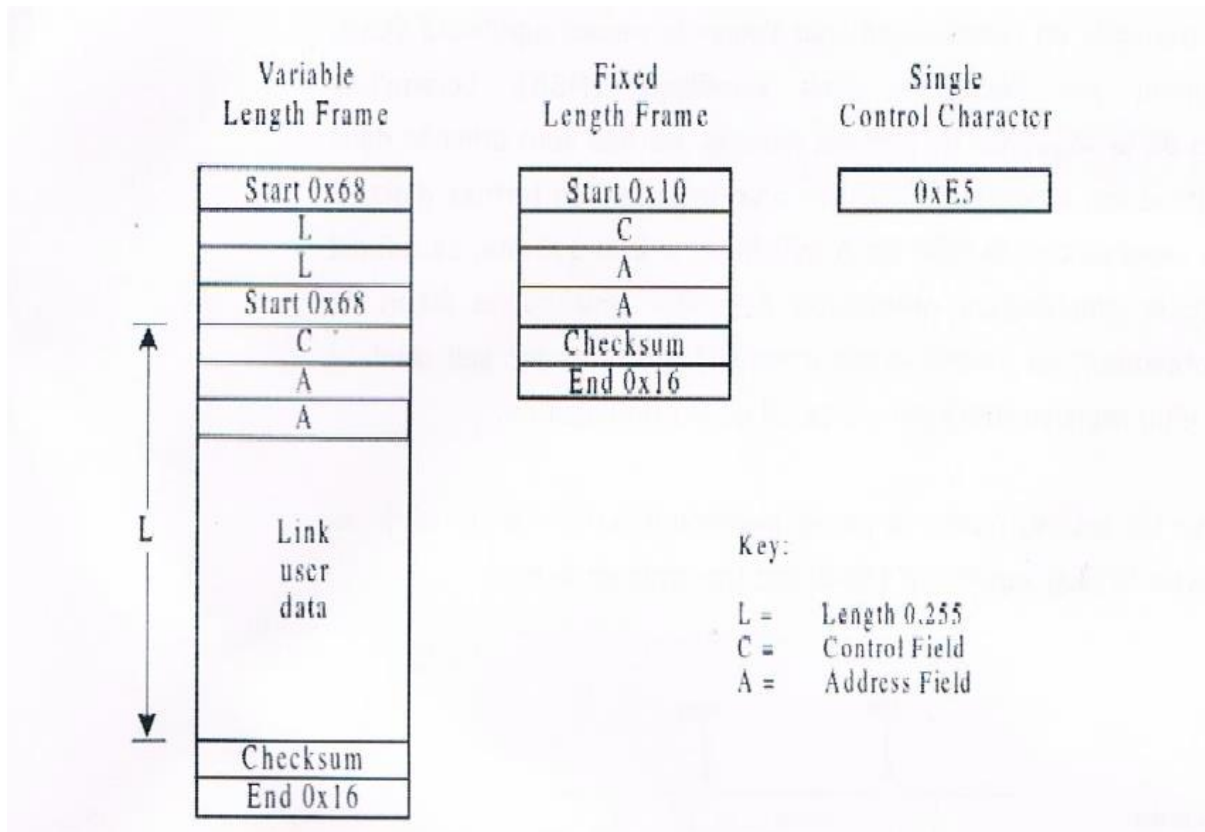 Variable
Length Frame
Start 0x68
L
L
Start 0x68
C
A
A
L
Link
user
data
Checksum
End 0x16
Fixed
Length Frame
Start 0x10
C
A
A
Checksum
End 0x16
Single
Control Character
0xE5
Key:
L = Length 0.255
C = Control Field
A = Address Field